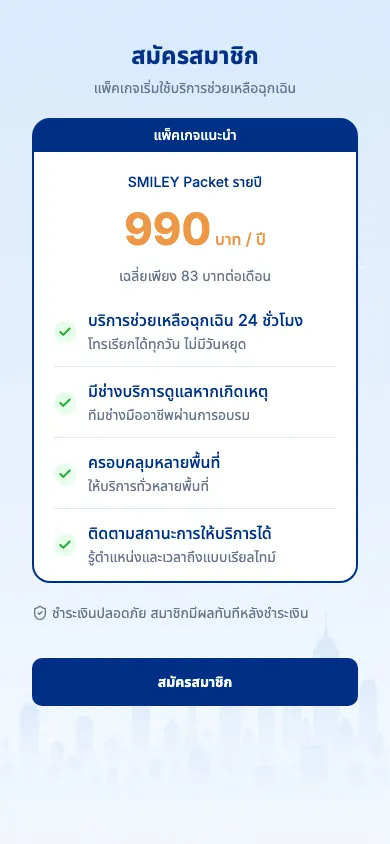 สมัครสมาชิก
แพ็คเกจเริ่มใช้บริการช่วยเหลือฉุกเฉิน
แพ็คเกจแนะนำ
SMILEY Packet รายปี
990 บาท / ปี
เฉลี่ยเพียง 83 บาทต่อเดือน
บริการช่วยเหลือฉุกเฉิน 24 ชั่วโมง
โทรเรียกได้ทุกวัน ไม่มีวันหยุด
มีช่างบริการดูแลหากเกิดเหตุ
ทีมช่างมืออาชีพผ่านการอบรม
ครอบคลุมหลายพื้นที่
ให้บริการทั่วหลายพื้นที่
ติดตามสถานะการให้บริการได้
รู้ตำแหน่งและเวลาถึงแบบเรียลไทม์
ชำระเงินปลอดภัย สมาชิกมีผลทันทีหลังชำระเงิน
สมัครสมาชิก